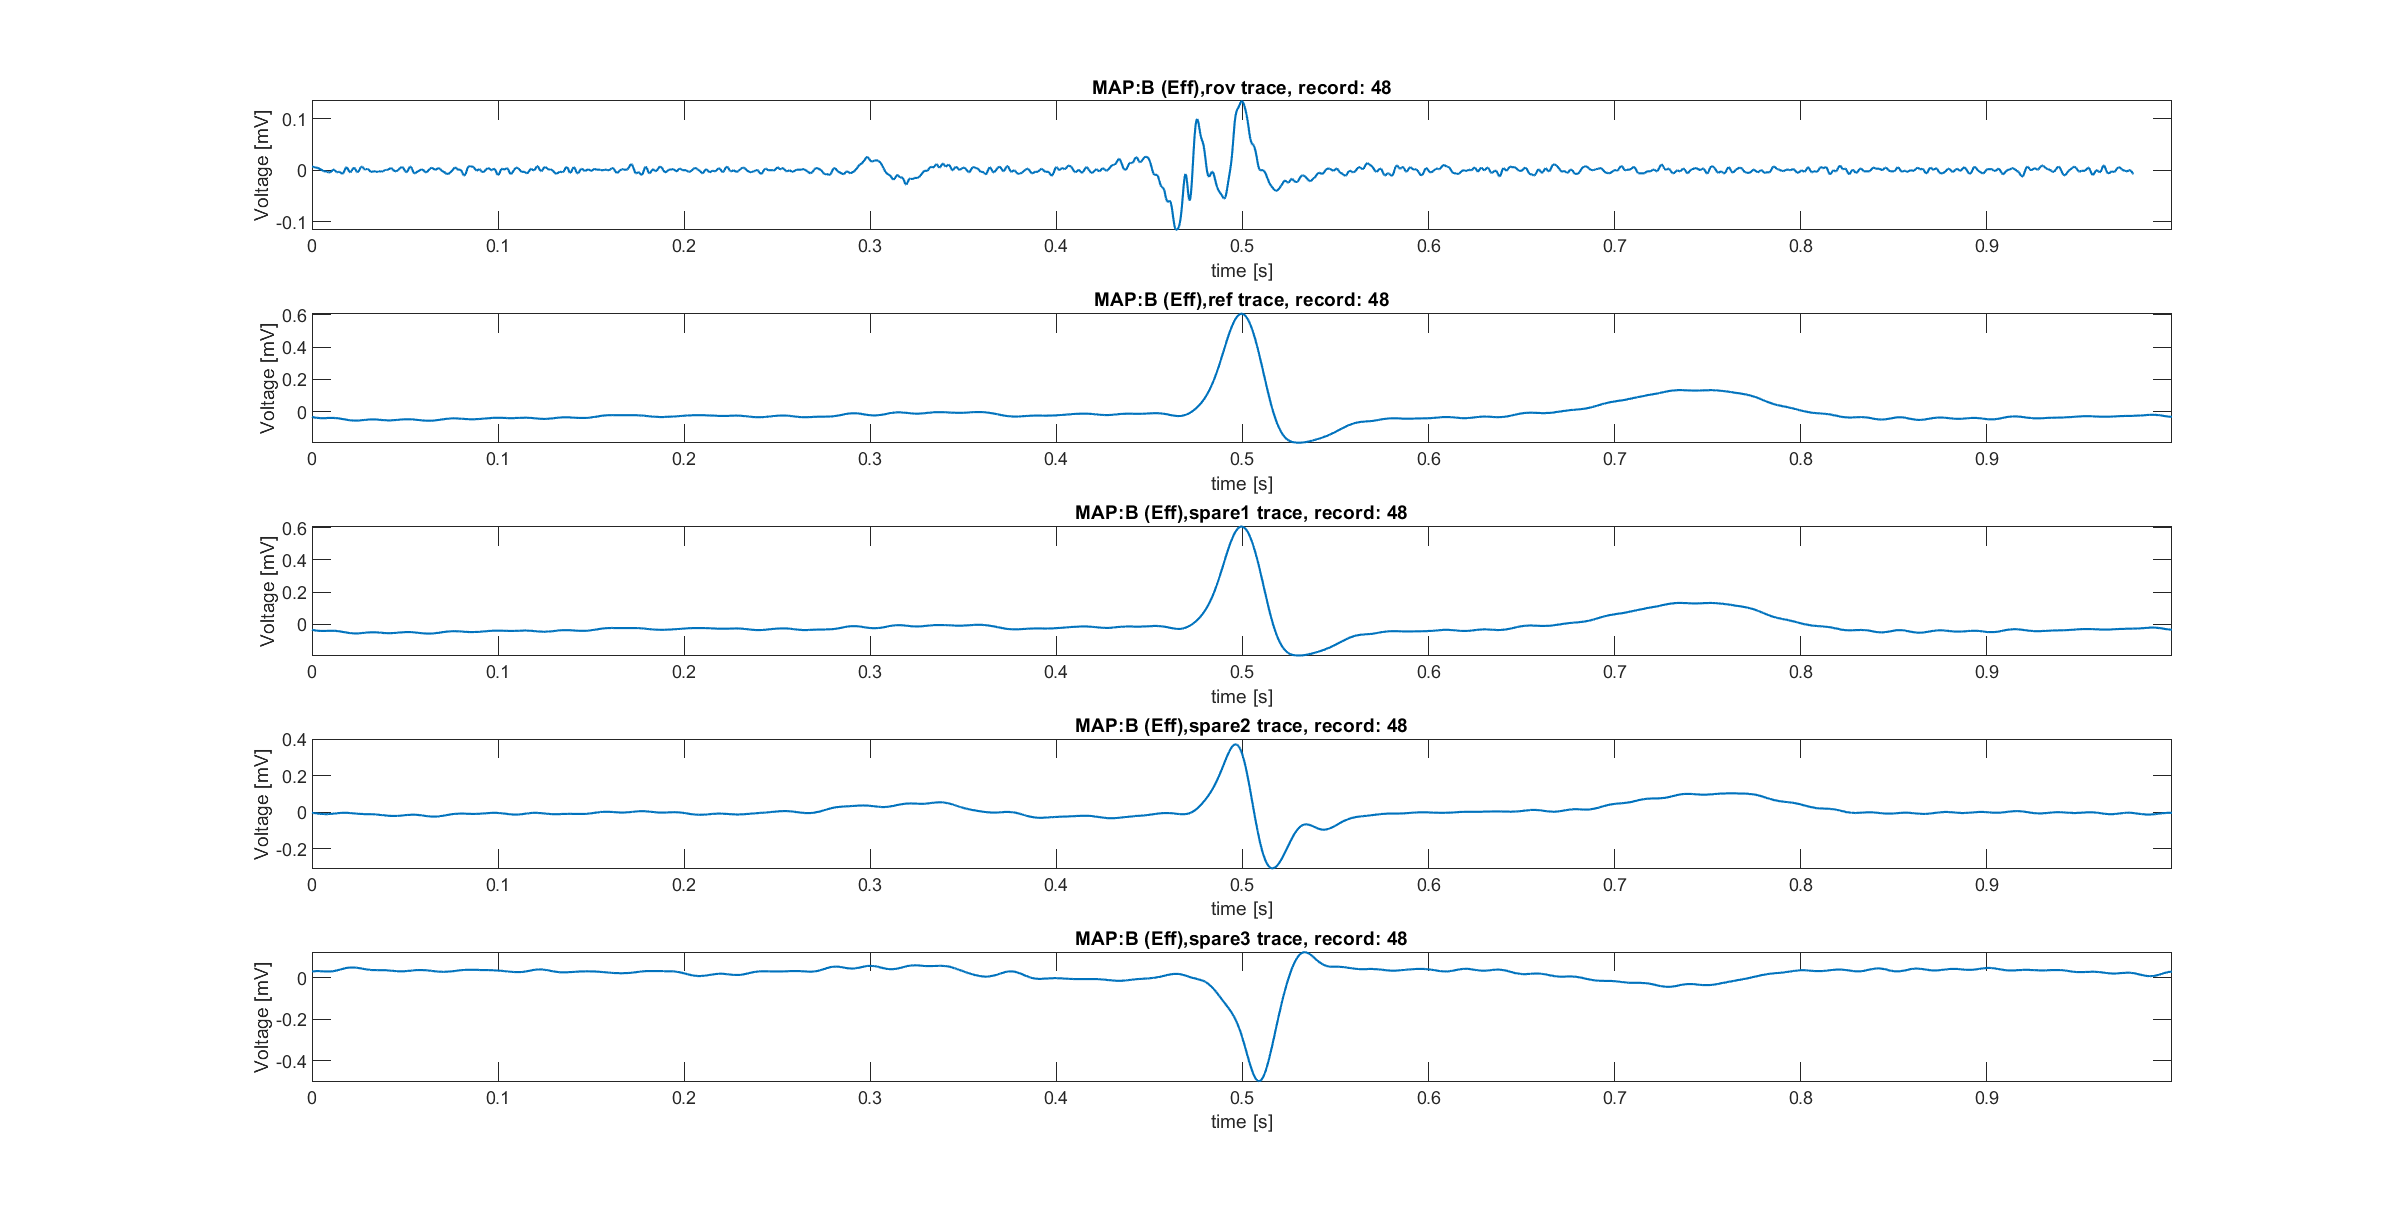 MAP:B (Eff),rov trace, record: 48
Voltage [mV]
0.1
0
-0.1
0 0.1 0.2 0.3 0.4 0.5 0.6 0.7 0.8 0.9
time [s]
MAP:B (Eff),ref trace, record: 48
Voltage [mV]
0.6
0.4
0.2
0
0 0.1 0.2 0.3 0.4 0.5 0.6 0.7 0.8 0.9
time [s]
MAP:B (Eff),spare1 trace, record: 48
Voltage [mV]
0.6
0.4
0.2
0
0 0.1 0.2 0.3 0.4 0.5 0.6 0.7 0.8 0.9
time [s]
MAP:B (Eff),spare2 trace, record: 48
Voltage [mV]
0.4
0.2
0
-0.2
0 0.1 0.2 0.3 0.4 0.5 0.6 0.7 0.8 0.9
time [s]
MAP:B (Eff),spare3 trace, record: 48
Voltage [mV]
0
-0.2
-0.4
0 0.1 0.2 0.3 0.4 0.5 0.6 0.7 0.8 0.9
time [s]